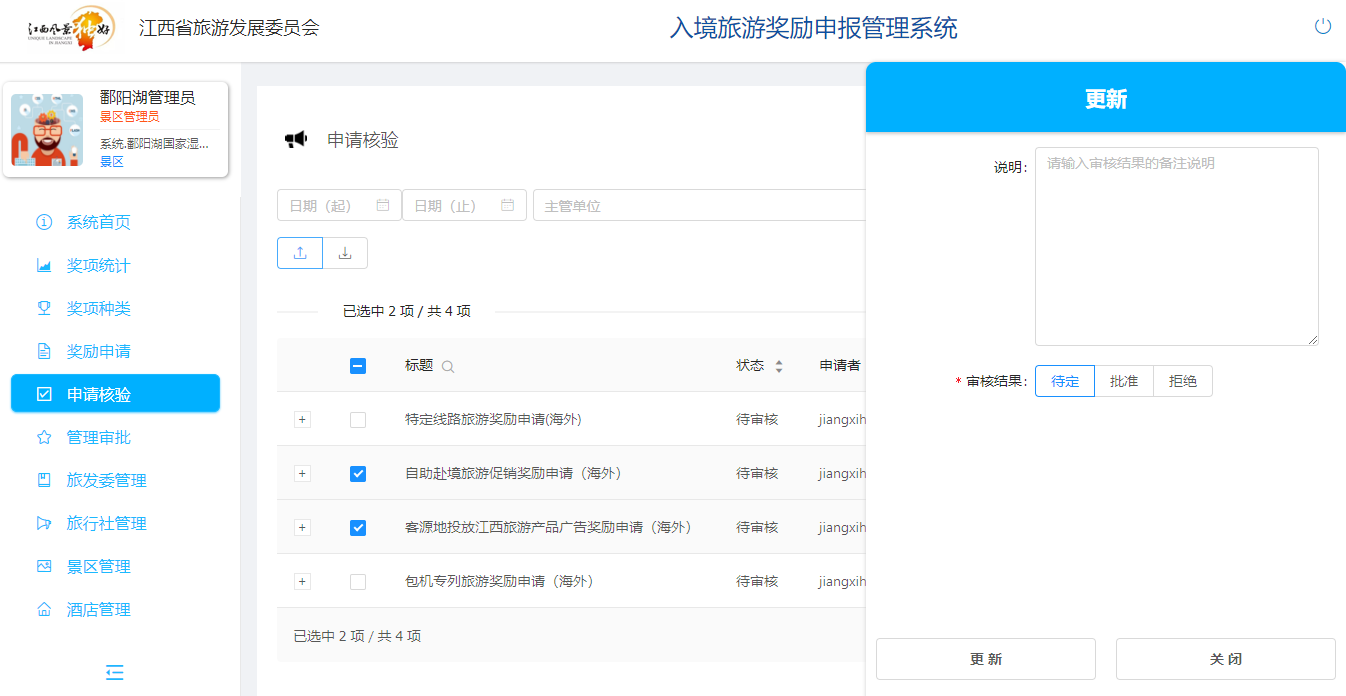 江西风景独好
UNIQUE LANDSCAPE
IN JIANGXI
江西省旅游发展委员会
入境旅游奖励申报管理系统
鄱阳湖管理员
景区管理员
系统,鄱阳湖国家湿...
景区
系统首页
奖项统计
奖项种类
奖励申请
申请核验
管理审批
旅发委管理
旅行社管理
景区管理
酒店管理
申请核验
日期（起） 日期（止） 主管单位
已选中 2 项 / 共 4 项
标题 状态 申请者
特定线路旅游奖励申请(海外) 待审核 jiangxih
自助赴境旅游促销奖励申请（海外） 待审核 jiangxih
客源地投放江西旅游产品广告奖励申请（海外） 待审核 jiangxih
包机专列旅游奖励申请（海外） 待审核 jiangxih
已选中 2 项 / 共 4 项
更新
说明: 请输入审核结果的备注说明
* 审核结果: 待定 批准 拒绝
更 新 关 闭